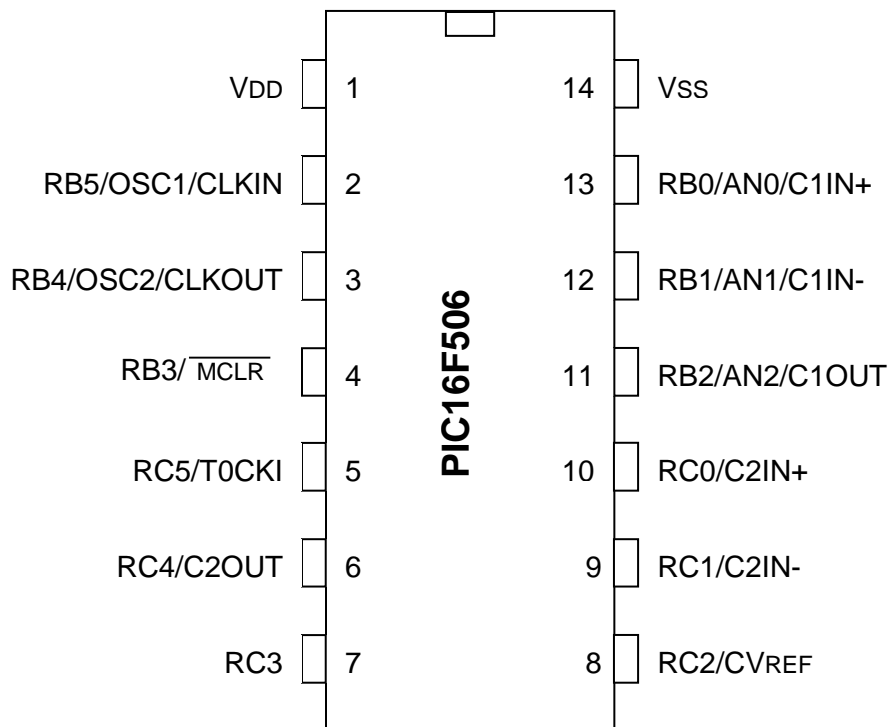 VDD 1 14 VSS
RB5/OSC1/CLKIN 2 13 RB0/AN0/C1IN+
RB4/OSC2/CLKOUT 3 12 RB1/AN1/C1IN-
RB3/MCLR 4 11 RB2/AN2/C1OUT
RC5/T0CKI 5 10 RC0/C2IN+
RC4/C2OUT 6 9 RC1/C2IN-
RC3 7 8 RC2/CVREF
PIC16F506